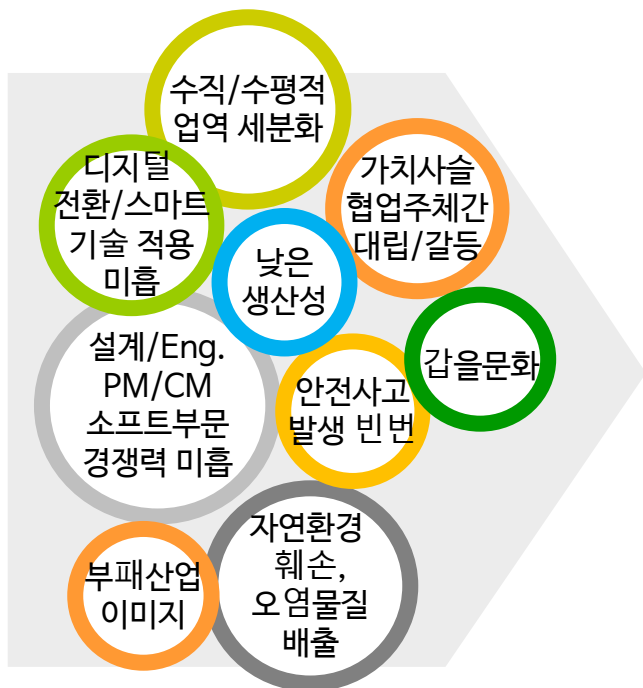 수직/수평적
업역 세분화
디지털
전환/스마트
기술 적용
미흡
가치사슬
협업주체간
대립/갈등
낮은
생산성
설계/Eng.
PM/CM
소프트부문
경쟁력 미흡
안전사고
발생 빈번
갑을문화
부패산업
이미지
자연환경
훼손,
오염물질
배출